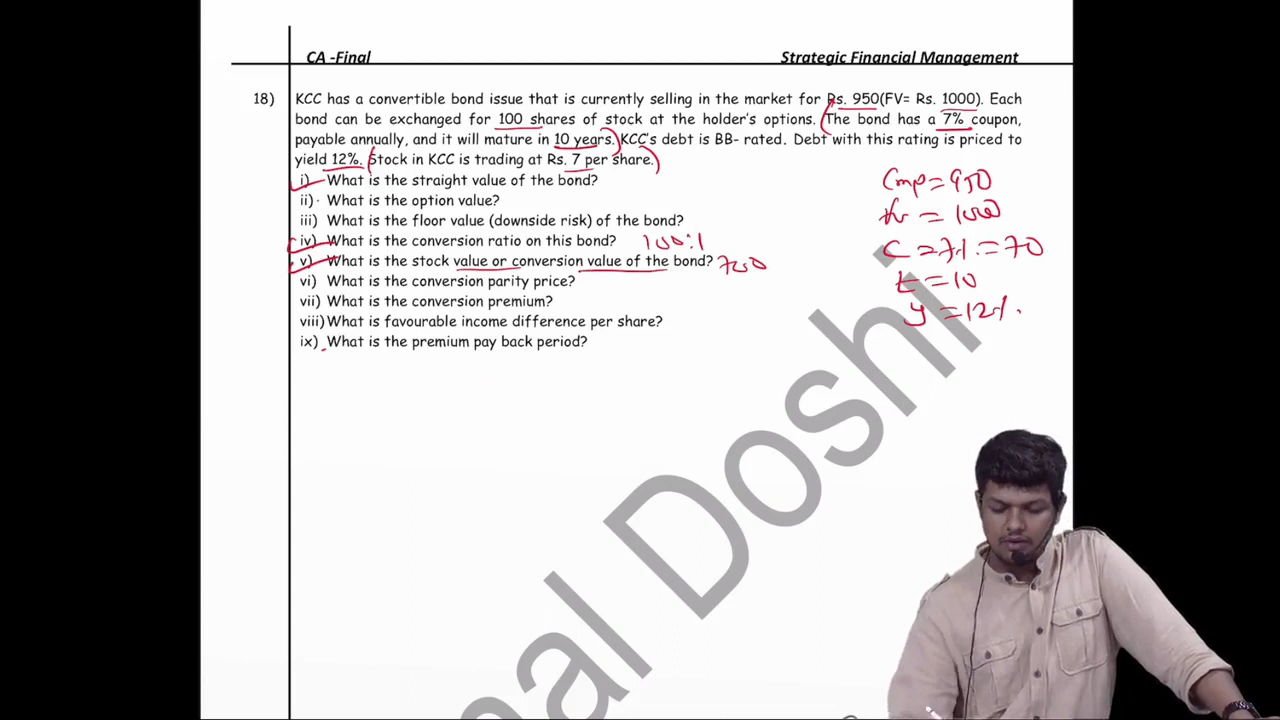 CA -Final
Strategic Financial Management
18) KCC has a convertible bond issue that is currently selling in the market for Rs. 950(FV= Rs. 1000). Each
bond can be exchanged for 100 shares of stock at the holder's options. The bond has a 7% coupon,
payable annually, and it will mature in 10 years. KCC's debt is BB- rated. Debt with this rating is priced to
yield 12%. Stock in KCC is trading at Rs. 7 per share.
i) What is the straight value of the bond?
ii) What is the option value?
iii) What is the floor value (downside risk) of the bond?
iv) What is the conversion ratio on this bond? 100:1
v) What is the stock value or conversion value of the bond? 700
vi) What is the conversion parity price?
vii) What is the conversion premium?
viii) What is favourable income difference per share?
ix) What is the premium pay back period?
Cmp = 950
= 1000
C = 7% = 70
t = 10
y = 12%.
nal Doshi